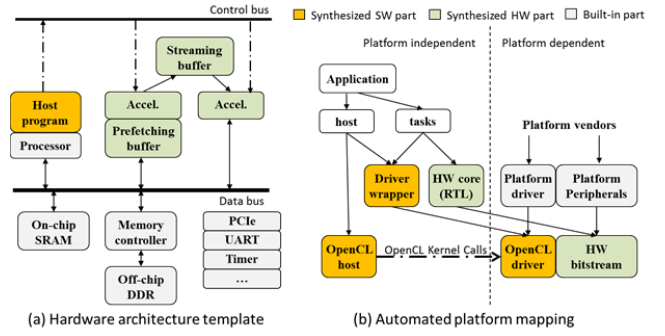 Control bus
Streaming
buffer
Host
program
Processor
Accel.
Prefetching
buffer
Accel.
Data bus
On-chip
SRAM
Memory
controller
Off-chip
DDR
PCIe
UART
Timer
...
(a) Hardware architecture template
Synthesized SW part
Synthesized HW part
Built-in part
Platform independent
Platform dependent
Application
host
tasks
Platform vendors
Driver
wrapper
HW core
(RTL)
Platform
driver
Platform
Peripherals
OpenCL
host
OpenCL Kernel Calls
OpenCL
driver
HW
bitstream
(b) Automated platform mapping